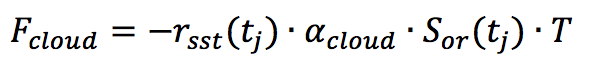 F_cloud = −r_sst(t_j) · α_cloud · S_or(t_j) · T